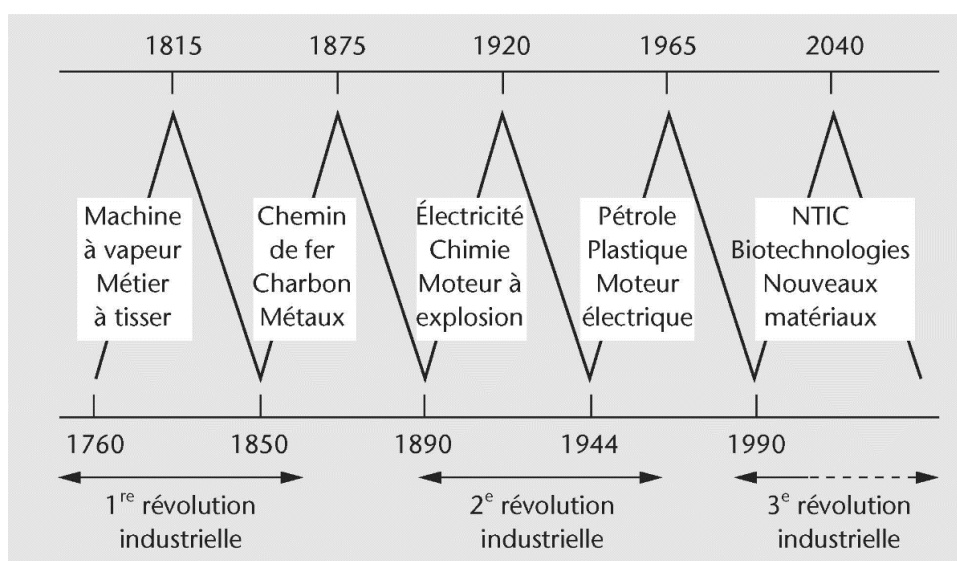 1815 1875 1920 1965 2040
Machine
à vapeur
Métier
à tisser
Chemin
de fer
Charbon
Métaux
Électricité
Chimie
Moteur à
explosion
Pétrole
Plastique
Moteur
électrique
NTIC
Biotechnologies
Nouveaux
matériaux
1760 1850 1890 1944 1990
1re révolution
industrielle
2e révolution
industrielle
3e révolution
industrielle